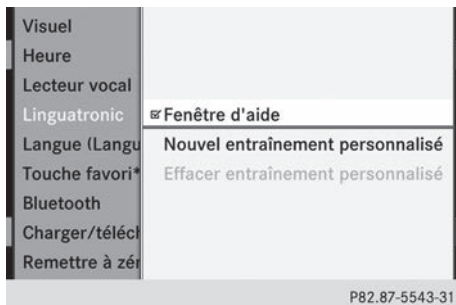 Visuel
Heure
Lecteur vocal
Linguatronic
Fenêtre d'aide
Langue (Langu
Nouvel entraînement personnalisé
Touche favori*
Effacer entraînement personnalisé
Bluetooth
Charger/téléch
Remettre à zér
P82.87-5543-31